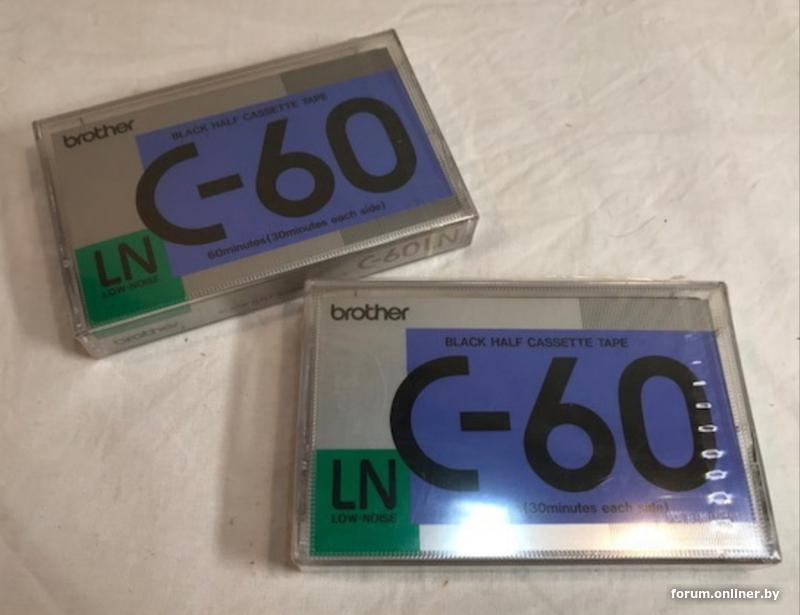 brother
BLACK HALF CASSETTE TAPE
C-60
60minutes(30minutes each side)
LN
LOW-NOISE
C-60LN
brother
brother
BLACK HALF CASSETTE TAPE
C-60
(30minutes each side)
LN
LOW-NOISE
forum.onliner.by